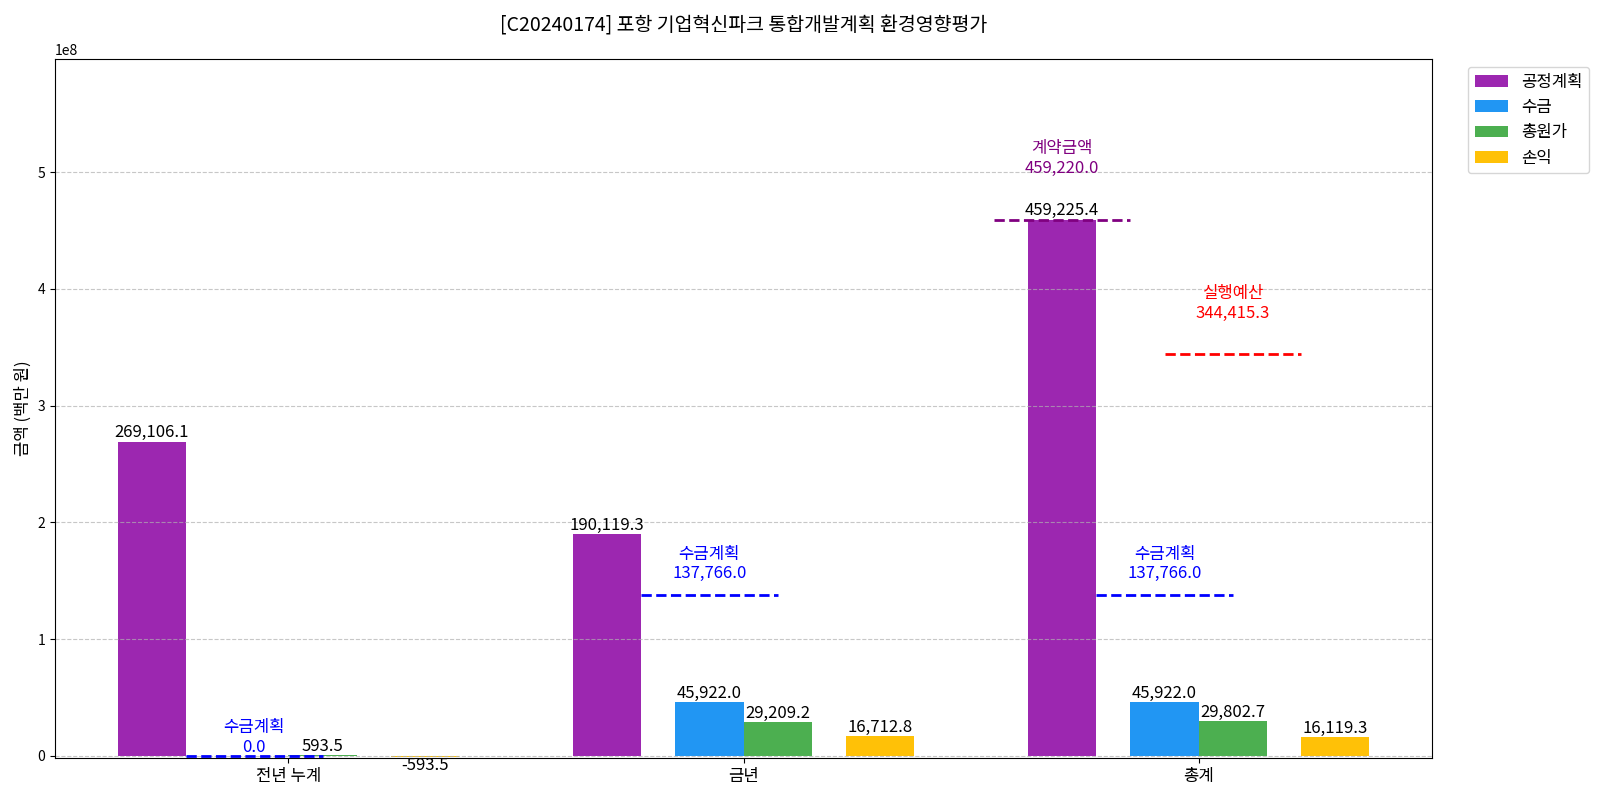 [C20240174] 포항 기업혁신파크 통합개발계획 환경영향평가
1e8
공정계획
수금
총원가
손익
금액 (백만 원)
5
4
3
2
1
0
계약금액
459,220.0
459,225.4
실행예산
344,415.3
269,106.1
190,119.3
수금계획
137,766.0
수금계획
137,766.0
45,922.0
29,209.2
16,712.8
45,922.0
29,802.7
16,119.3
수금계획
0.0
593.5
-593.5
전년 누계
금년
총계